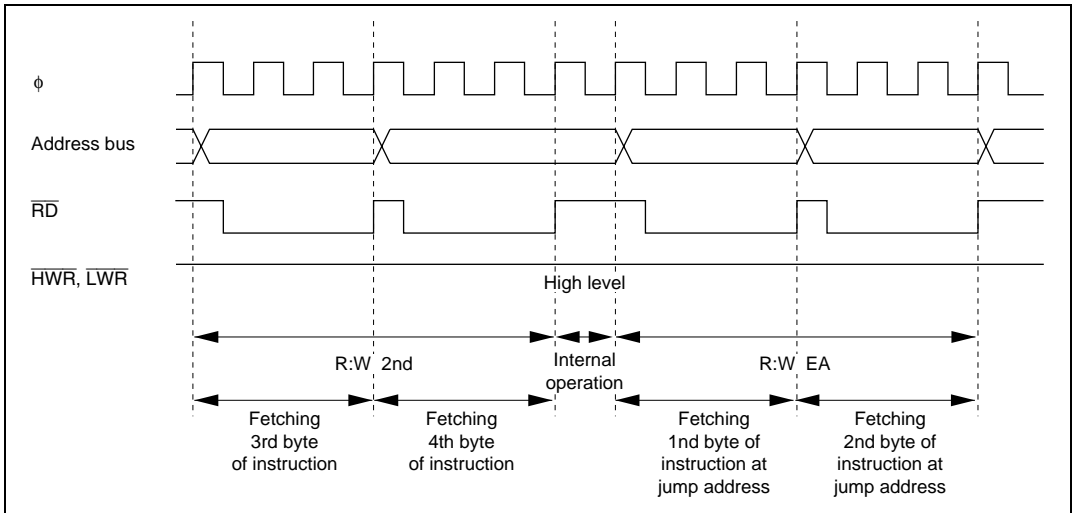 φ
Address bus
RD
HWR, LWR
High level
R:W 2nd
Internal
operation
R:W EA
Fetching
3rd byte
of instruction
Fetching
4th byte
of instruction
Fetching
1nd byte of
instruction at
jump address
Fetching
2nd byte of
instruction at
jump address